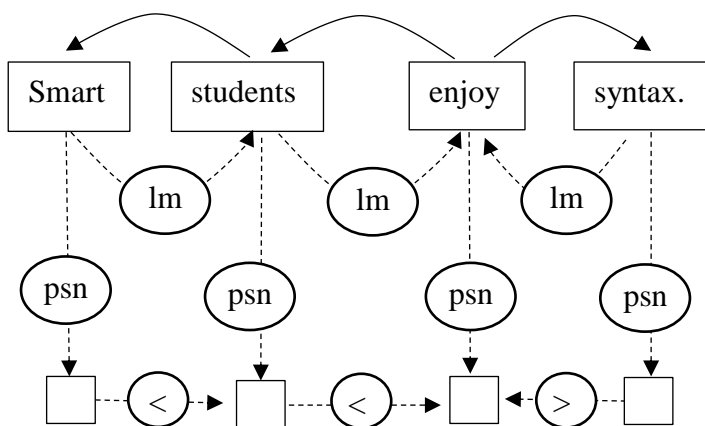 Smart students enjoy syntax.
lm lm lm
psn psn psn psn
< < >